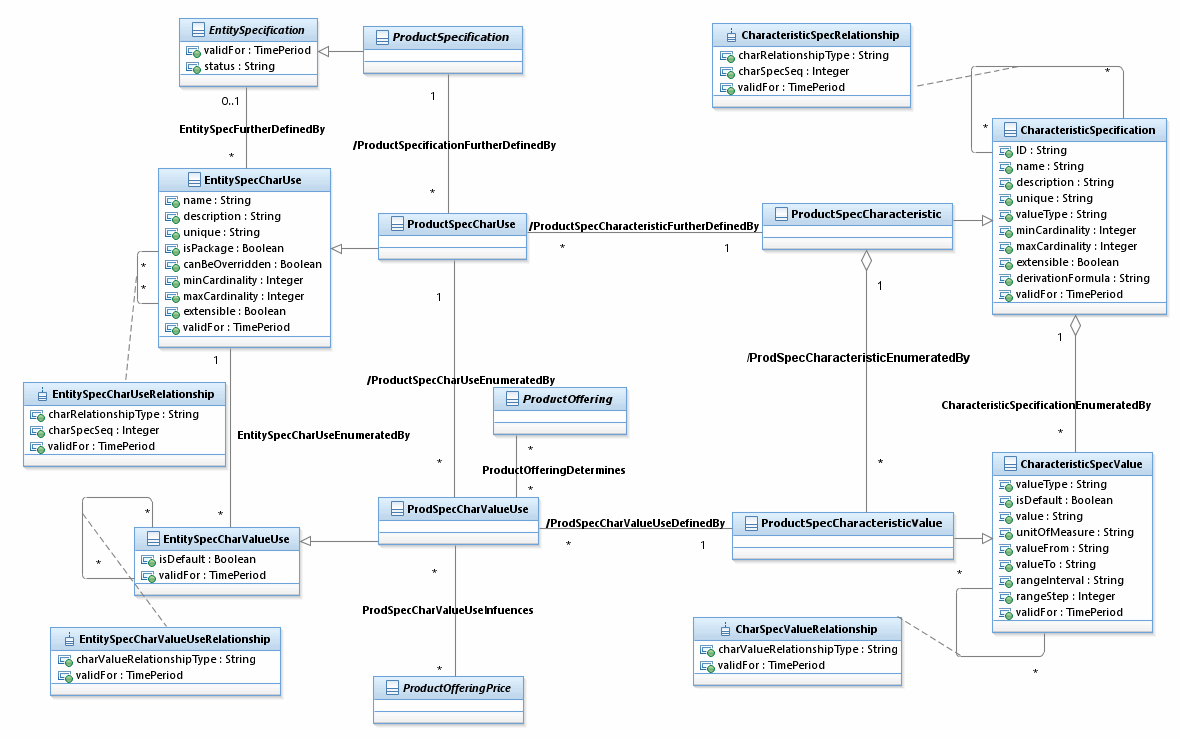 EntitySpecification
validFor : TimePeriod
status : String
ProductSpecification
CharacteristicSpecRelationship
charRelationshipType : String
charSpecSeq : Integer
validFor : TimePeriod
*
0..1
1
EntitySpecFurtherDefinedBy
/ProductSpecificationFurtherDefinedBy
*
*
*
CharacteristicSpecification
ID : String
name : String
description : String
unique : String
valueType : String
minCardinality : Integer
maxCardinality : Integer
extensible : Boolean
derivationFormula : String
validFor : TimePeriod
EntitySpecCharUse
name : String
description : String
unique : String
isPackage : Boolean
canBeOverridden : Boolean
minCardinality : Integer
maxCardinality : Integer
extensible : Boolean
validFor : TimePeriod
*
*
ProductSpecCharUse
/ProductSpecCharacteristicFurtherDefinedBy
*
1
ProductSpecCharacteristic
1
1
1
1
/ProdSpecCharacteristicEnumeratedBy
/ProductSpecCharUseEnumeratedBy
EntitySpecCharUseRelationship
charRelationshipType : String
charSpecSeq : Integer
validFor : TimePeriod
ProductOffering
CharacteristicSpecificationEnumeratedBy
EntitySpecCharUseEnumeratedBy
*
*
*
*
ProductOfferingDetermines
*
CharacteristicSpecValue
valueType : String
isDefault : Boolean
value : String
unitOfMeasure : String
valueFrom : String
valueTo : String
rangeInterval : String
rangeStep : Integer
validFor : TimePeriod
*
*
*
EntitySpecCharValueUse
isDefault : Boolean
validFor : TimePeriod
ProdSpecCharValueUse
/ProdSpecCharValueUseDefinedBy
*
1
ProductSpecCharacteristicValue
*
*
*
ProdSpecCharValueUseInfuences
*
EntitySpecCharValueUseRelationship
charValueRelationshipType : String
validFor : TimePeriod
CharSpecValueRelationship
charValueRelationshipType : String
validFor : TimePeriod
ProductOfferingPrice